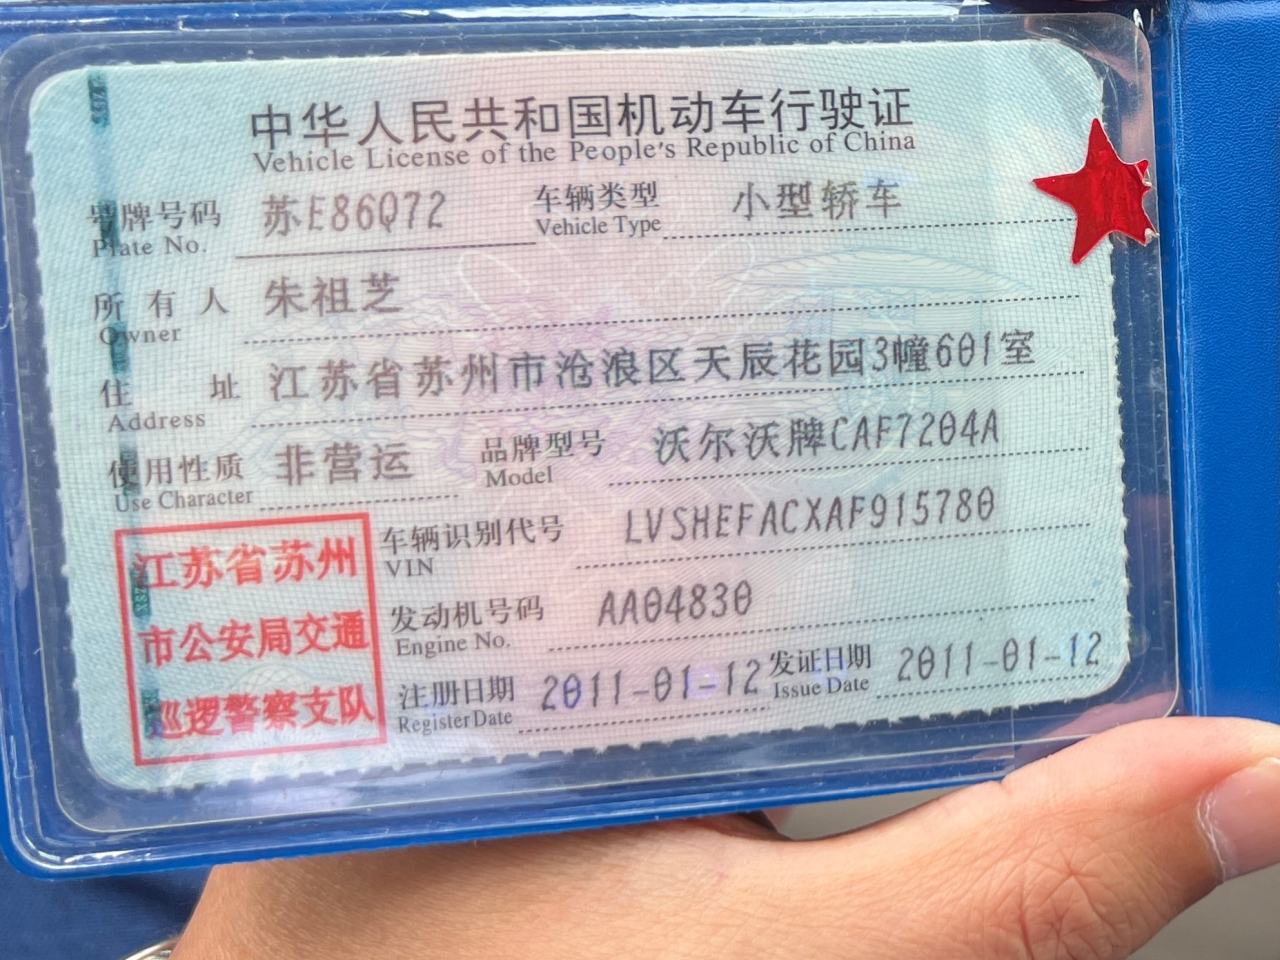 中华人民共和国机动车行驶证
Vehicle License of the People's Republic of China
号牌号码 苏E86Q72 车辆类型 小型轿车
Plate No. Vehicle Type
所有人 朱祖芝
Owner
住址 江苏省苏州市沧浪区天辰花园3幢601室
Address
使用性质 非营运 品牌型号 沃尔沃牌CAF7204A
Use Character Model
车辆识别代号 LVSHEFACXAF915780
VIN
发动机号码 AA04830
Engine No.
注册日期 2011-01-12 发证日期 2011-01-12
Register Date Issue Date
江苏省苏州
市公安局交通
巡逻警察支队